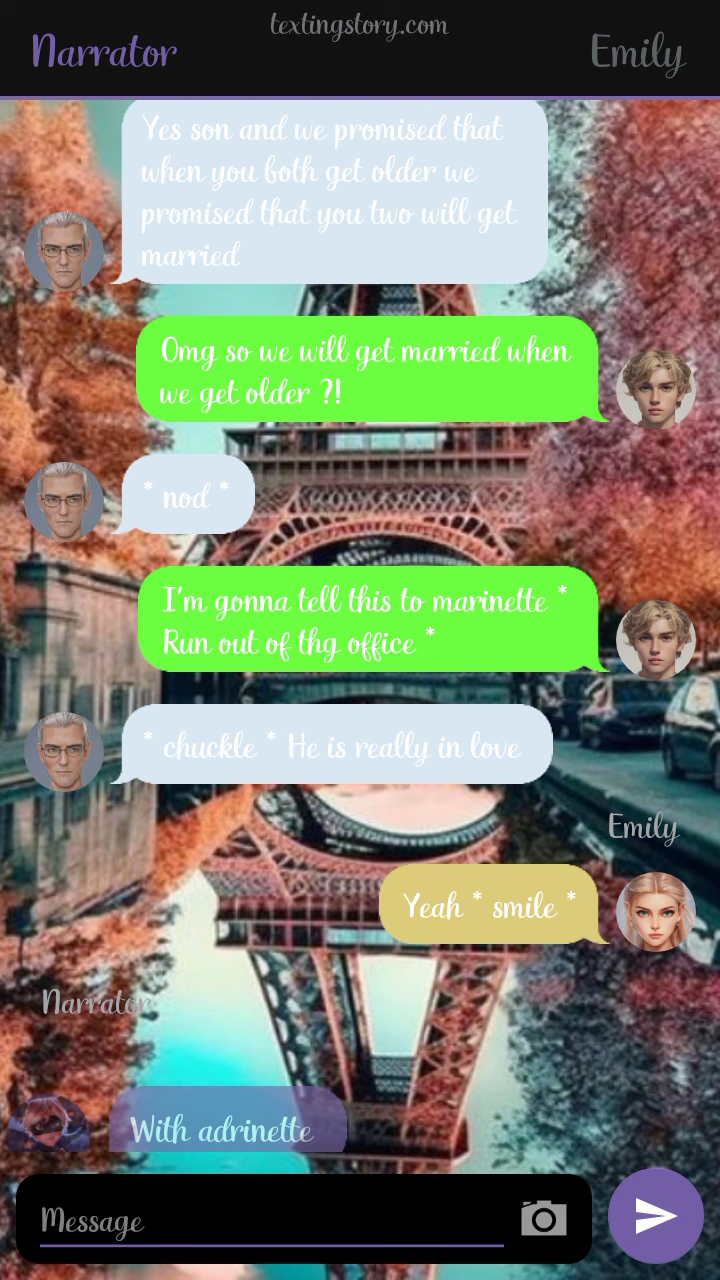 textingstory.com
Narrator
Emily
Yes son and we promised that
when you both get older we
promised that you two will get
married
Omg so we will get married when
we get older ?!
* nod *
I'm gonna tell this to marinette *
Run out of thg office *
* chuckle * He is really in love
Emily
Yeah * smile *
Narrator
With adrinette
Message